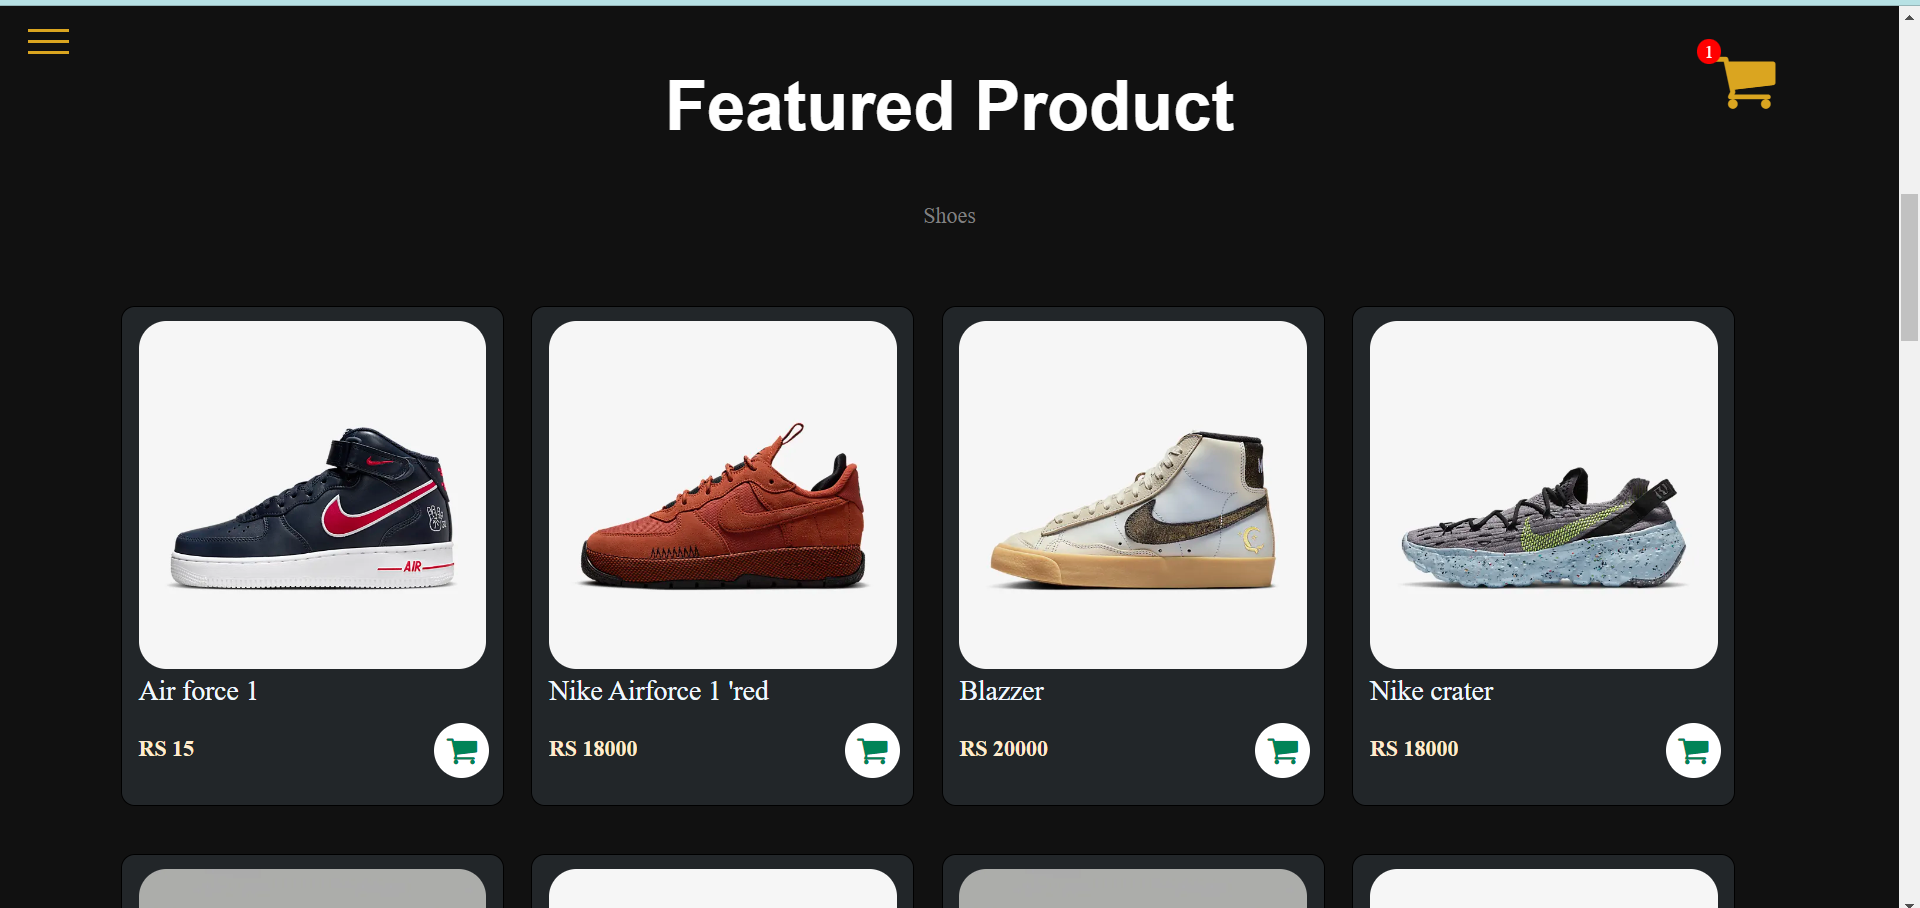 1
Featured Product
Shoes
AIR
Air force 1
Nike Airforce 1 'red
Blazzer
Nike crater
RS 15
RS 18000
RS 20000
RS 18000